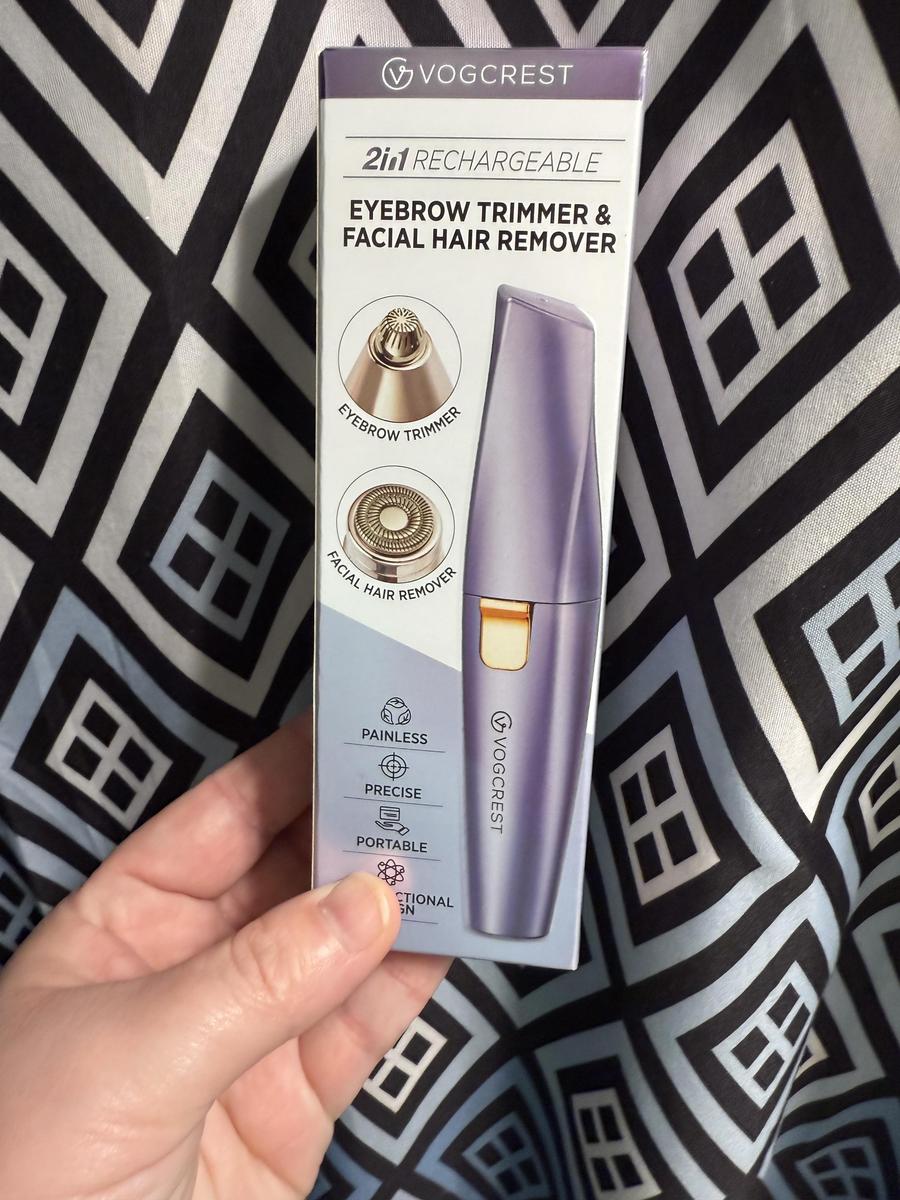 VOGCREST
2in1 RECHARGEABLE
EYEBROW TRIMMER &
FACIAL HAIR REMOVER
EYEBROW TRIMMER
FACIAL HAIR REMOVER
PAINLESS
PRECISE
PORTABLE
VOGCREST